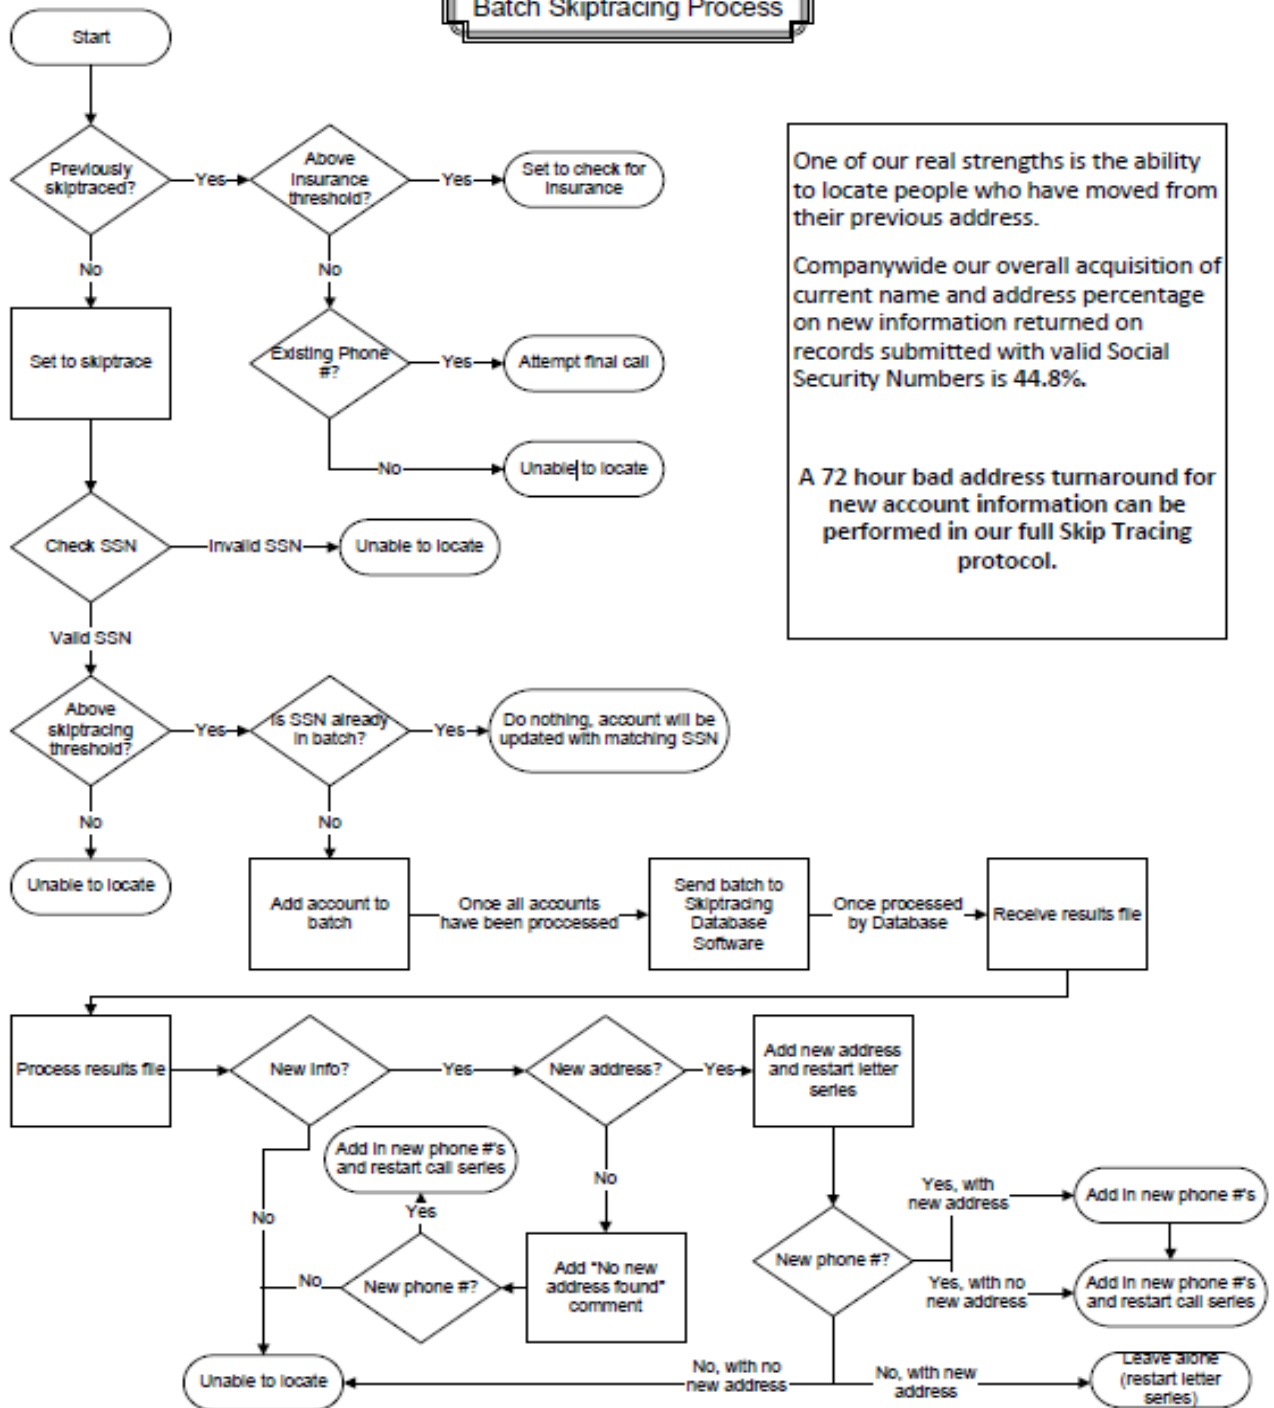 Batch Skiptracing Process
Start
Previously
skiptraced?
Yes
Above
Insurance
threshold?
Yes
Set to check for
Insurance
No
No
Set to skiptrace
Existing Phone
#?
Yes
Attempt final call
No
Unable to locate
One of our real strengths is the ability
to locate people who have moved from
their previous address.
Companywide our overall acquisition of
current name and address percentage
on new information returned on
records submitted with valid Social
Security Numbers is 44.8%.
A 72 hour bad address turnaround for
new account information can be
performed in our full Skip Tracing
protocol.
Check SSN
Invalid SSN
Unable to locate
Valid SSN
Above
skiptracing
threshold?
Yes
Is SSN already
in batch?
Yes
Do nothing, account will be
updated with matching SSN
No
No
Unable to locate
Add account to
batch
Once all accounts
have been proccessed
Send batch to
Skiptracing
Database
Software
Once processed
by Database
Receive results file
Process results file
New info?
Yes
New address?
Yes
Add new address
and restart letter
series
Add in new phone #'s
and restart call series
No
No
Yes
New phone #?
No
Add "No new
address found"
comment
New phone #?
Yes, with
new address
Add in new phone #'s
Yes, with no
new address
Add in new phone #'s
and restart call series
Unable to locate
No, with no
new address
No, with new
address
Leave alone
(restart letter
series)